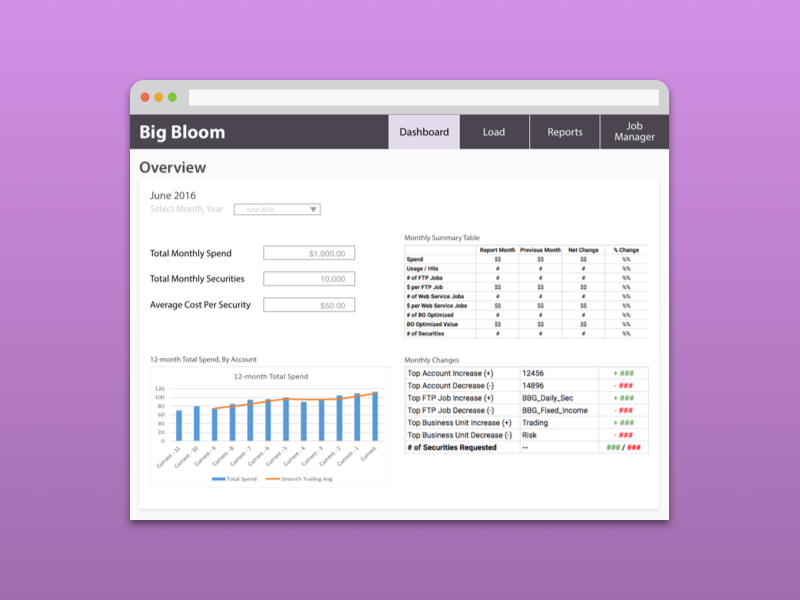 Big Bloom
Dashboard
Load
Reports
Job
Manager
Overview
June 2016
Select Month, Year
June 2016
Total Monthly Spend $1,000.00
Total Monthly Securities 10,000
Average Cost Per Security $50.00
Monthly Summary Table
Report Month Previous Month Net Change % Change
Spend $$ $$ $$ %%
Usage / Hits # # # %%
# of FTP Jobs # # # %%
$ per FTP Job $$ $$ $$ %%
# of Web Service Jobs # # # %%
$ per Web Service Jobs $$ $$ $$ %%
# of BO Optimized # # # %%
BO Optimized Value $$ $$ $$ %%
# of Securities # # # %%
12-month Total Spend, By Account
12-month Total Spend
120
100
80
60
40
20
0
Current - 11
Current - 10
Current - 9
Current - 8
Current - 7
Current - 6
Current - 5
Current - 4
Current - 3
Current - 2
Current - 1
Current
Total Spend
3month Trailing Avg
Monthly Changes
Top Account Increase (+) 12456 + ###
Top Account Decrease (-) 14896 - ###
Top FTP Job Increase (+) BBG_Daily_Sec + ###
Top FTP Job Decrease (-) BBG_Fixed_Income - ###
Top Business Unit Increase (+) Trading + ###
Top Business Unit Decrease (-) Risk - ###
# of Securities Requested -- ### / ###